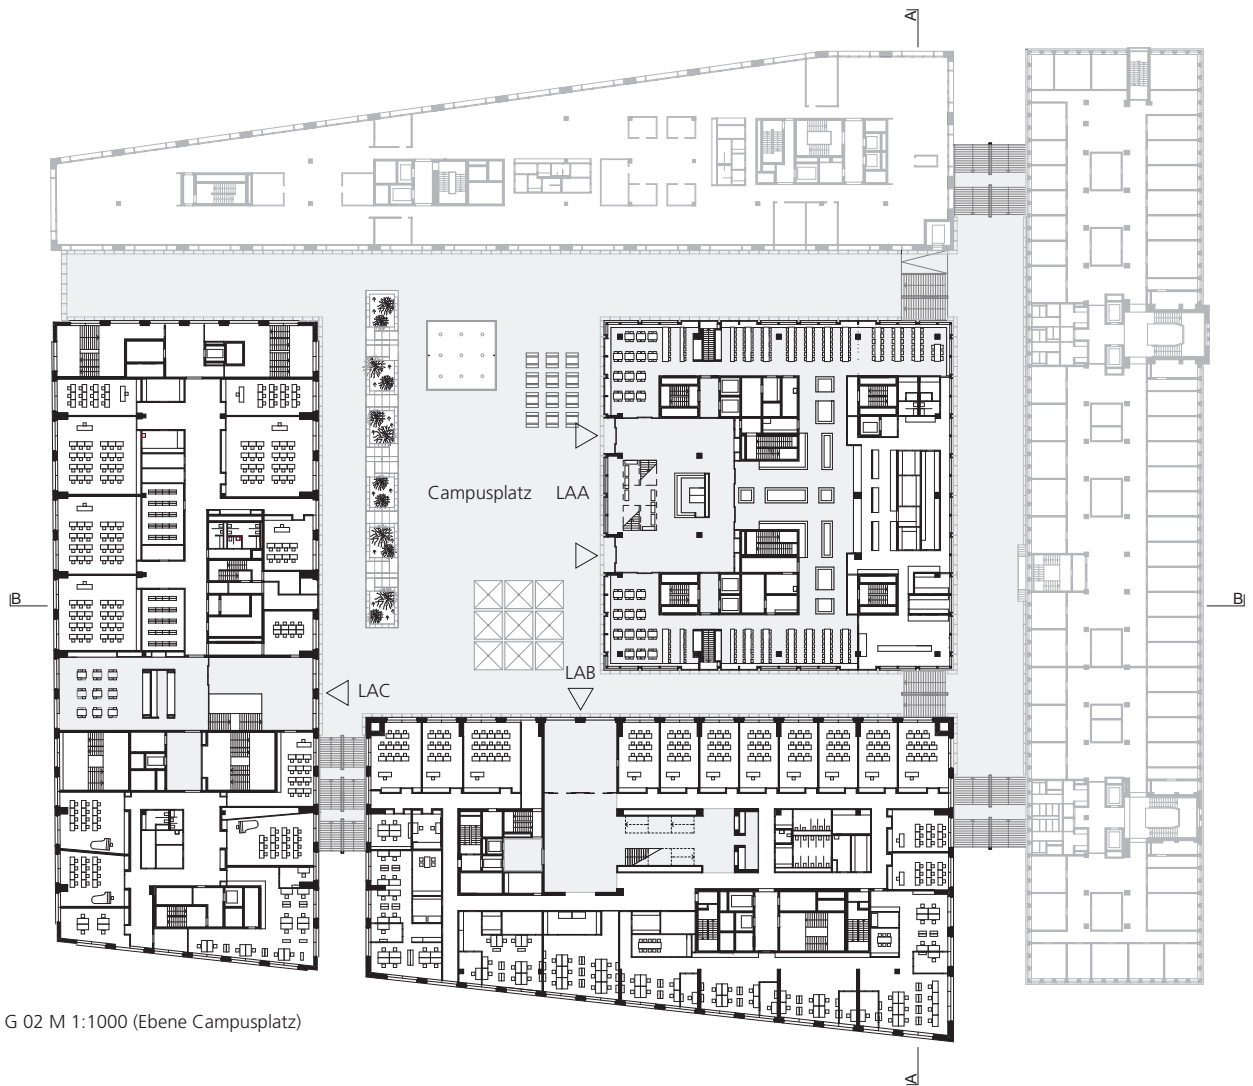 A
B
Campusplatz LAA
B
LAB
LAC
G 02 M 1:1000 (Ebene Campusplatz)
A